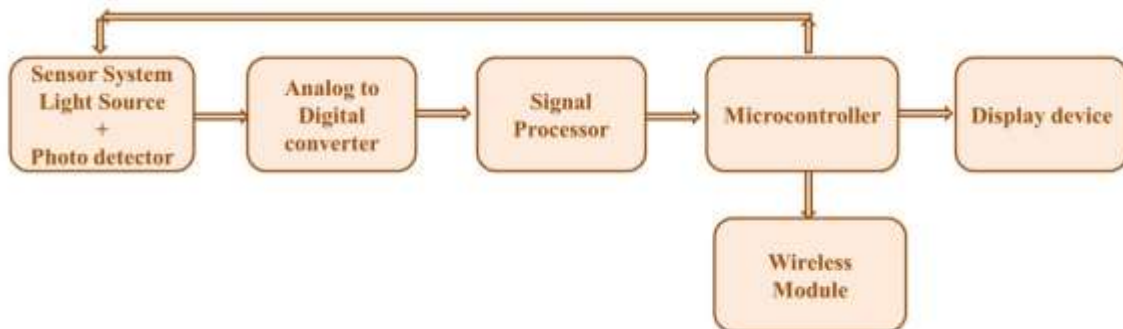 Sensor System
Light Source
+
Photo detector
Analog to
Digital
converter
Signal
Processor
Microcontroller
Display device
Wireless
Module